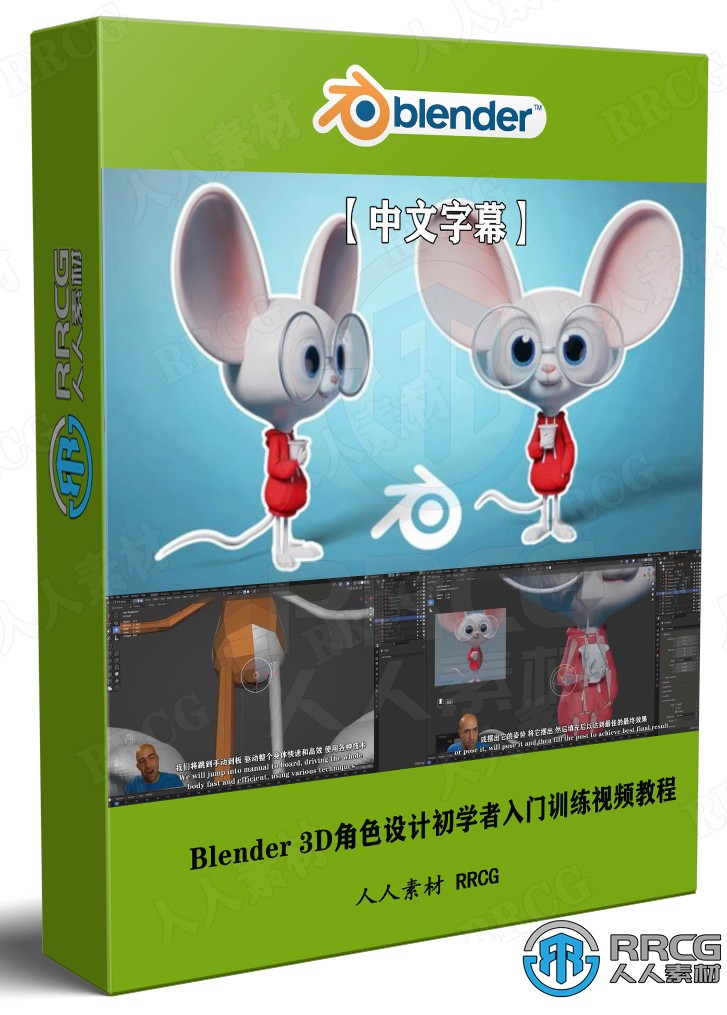 blender™
【中文字幕】
RRCG
人人素材
我们将跳到手动到板 驱动整个身体快速和高效 使用各种技术
We will jump into manual to board, driving the whole
body fast and efficient, using various techniques
或摆出它的姿势 将它摆出 然后填充后以达到最佳的最终效果
or pose it, will pose it and then fill the post to achieve best final result
Blender 3D角色设计初学者入门训练视频教程
人人素材 RRCG
RRCG
人人素材